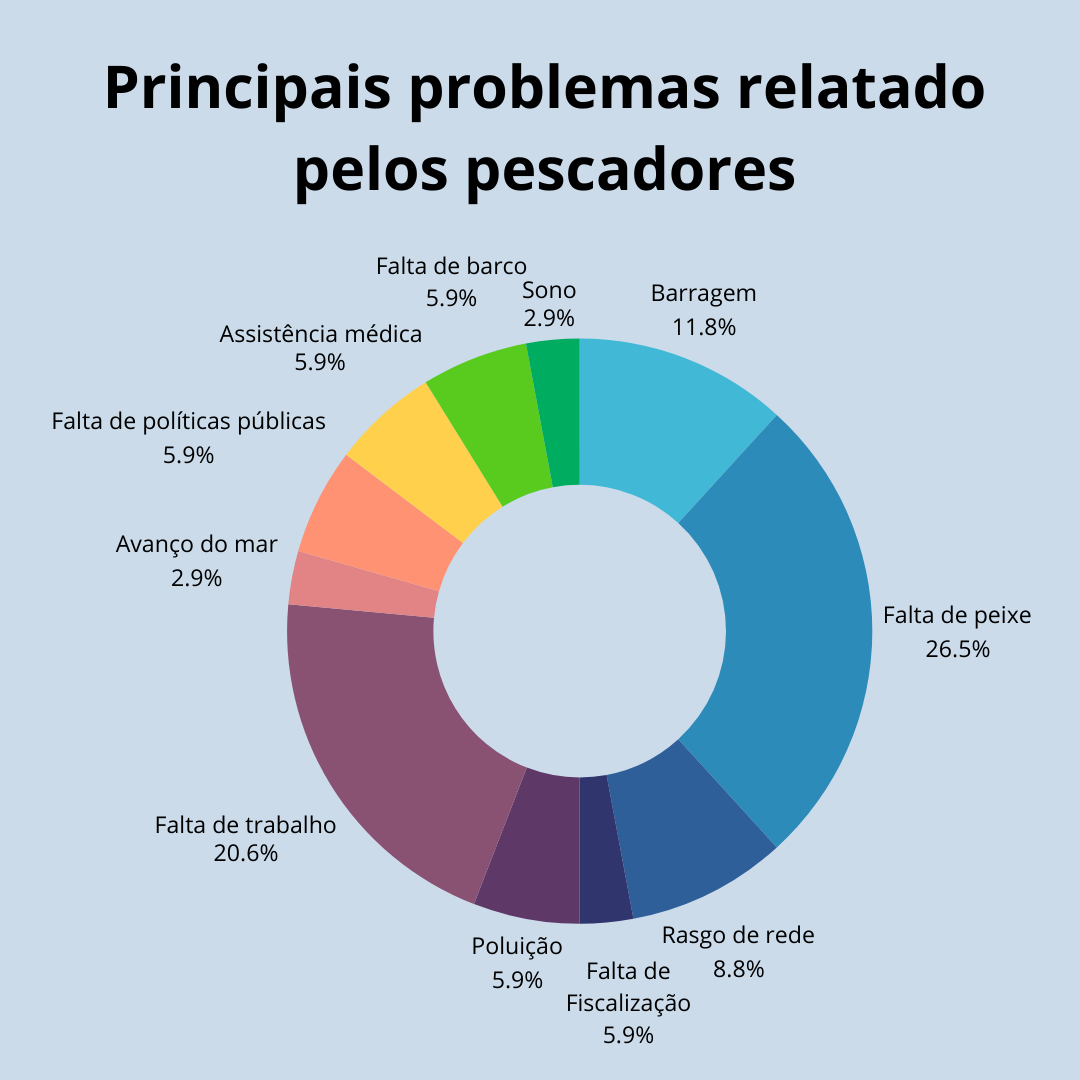 Principais problemas relatado
pelos pescadores
Falta de barco
5.9%
Sono
2.9%
Barragem
11.8%
Assistência médica
5.9%
Falta de políticas públicas
5.9%
Avanço do mar
2.9%
Falta de peixe
26.5%
Falta de trabalho
20.6%
Rasgo de rede
8.8%
Poluição
5.9%
Falta de
Fiscalização
5.9%